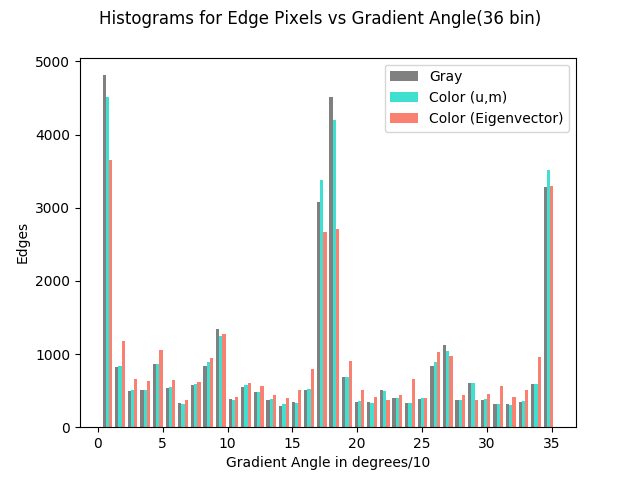 Histograms for Edge Pixels vs Gradient Angle(36 bin)
Gray
Color (u,m)
Color (Eigenvector)
5000
4000
3000
2000
1000
0
Edges
0 5 10 15 20 25 30 35
Gradient Angle in degrees/10